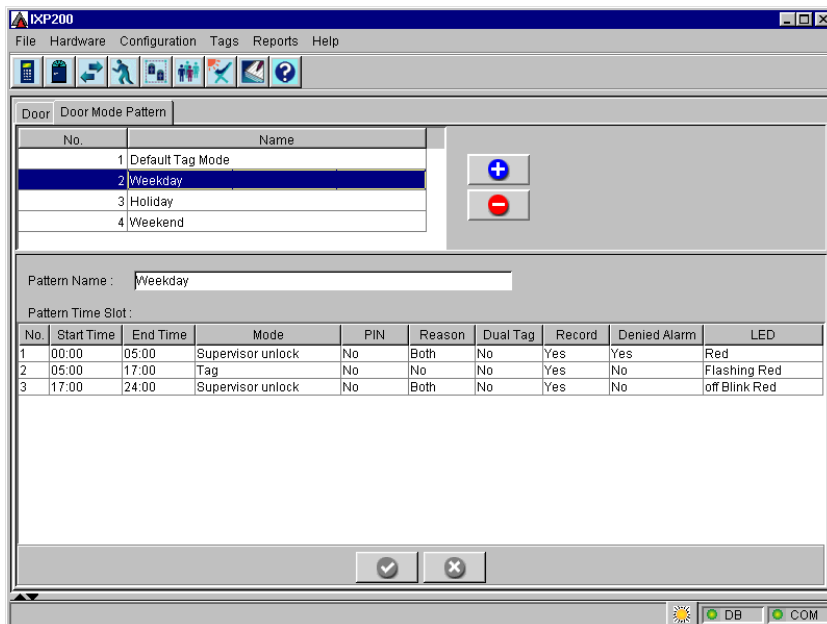 IXP200
File Hardware Configuration Tags Reports Help
Door Door Mode Pattern
No. Name
1 Default Tag Mode
2 Weekday
3 Holiday
4 Weekend
Pattern Name : Weekday
Pattern Time Slot :
No. Start Time End Time Mode PIN Reason Dual Tag Record Denied Alarm LED
1 00:00 05:00 Supervisor unlock No Both No Yes Yes Red
2 05:00 17:00 Tag No No No Yes No Flashing Red
3 17:00 24:00 Supervisor unlock No Both No Yes No off Blink Red
DB COM